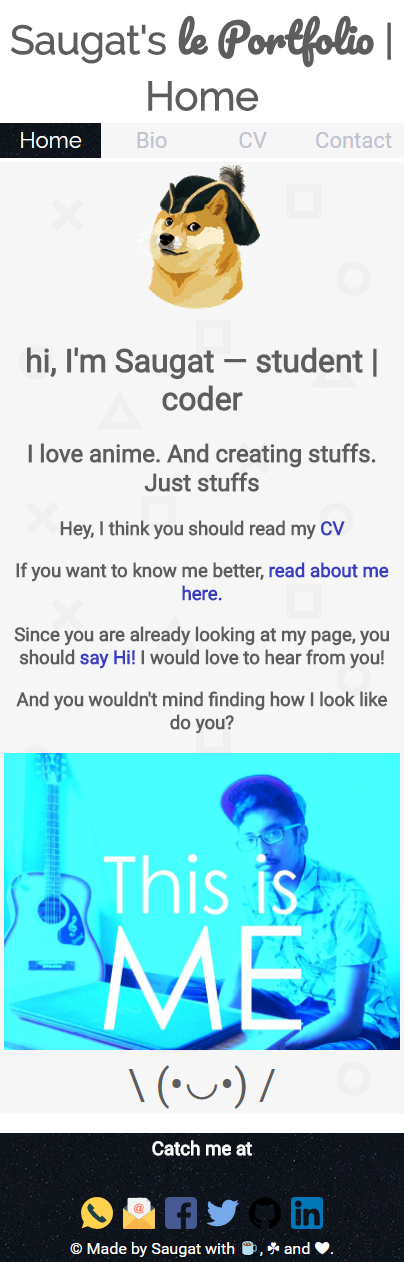 Saugat's le Portfolio |
Home
Home Bio CV Contact
hi, I'm Saugat — student |
coder
I love anime. And creating stuffs.
Just stuffs
Hey, I think you should read my CV
If you want to know me better, read about me
here.
Since you are already looking at my page, you
should say Hi! I would love to hear from you!
And you wouldn't mind finding how I look like
do you?
This is
ME
\ (•◡•) /
Catch me at
@
f in
© Made by Saugat with 🍵, ☘ and ♥.